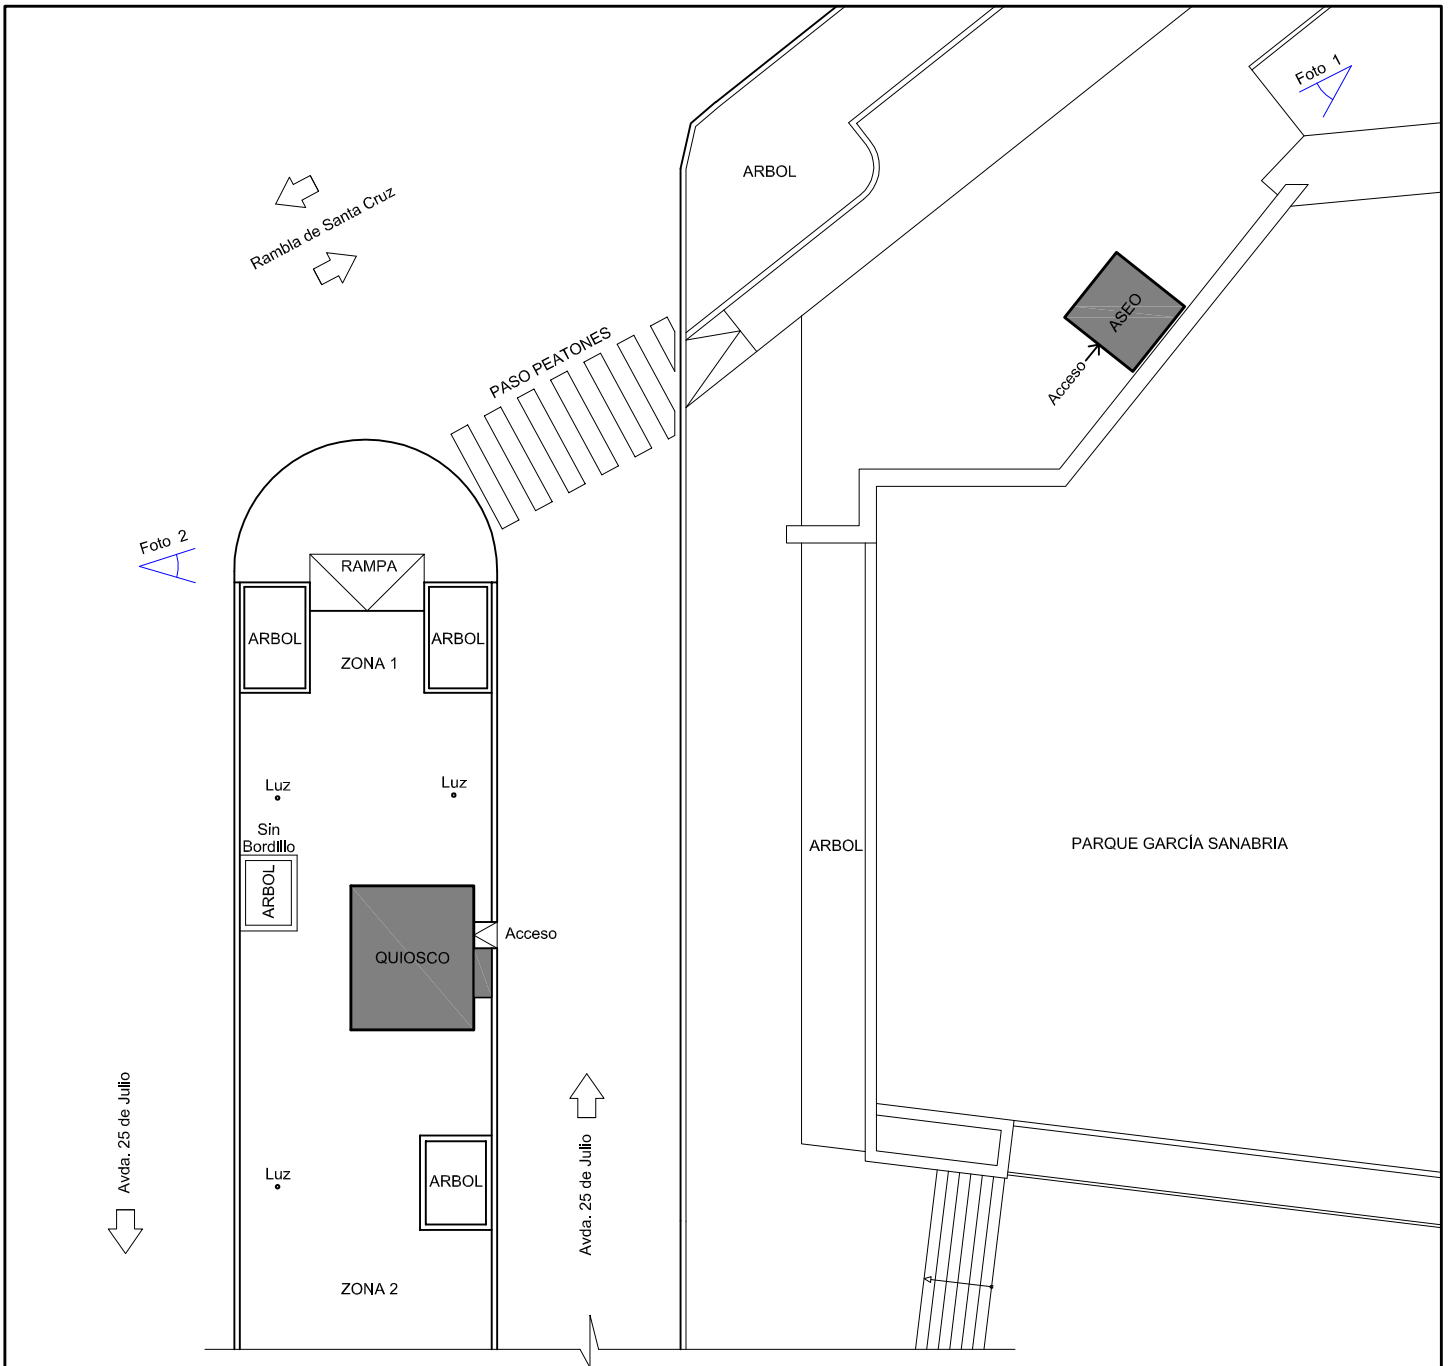 Foto 1
ARBOL
Rambla de Santa Cruz
ASEO
PASO PEATONES
Acceso
Foto 2
RAMPA
ARBOL
ARBOL
ZONA 1
Luz
Luz
Sin
Bordillo
ARBOL
ARBOL
PARQUE GARCÍA SANABRIA
Acceso
QUIOSCO
Avda. 25 de Julio
Luz
ARBOL
Avda. 25 de Julio
ZONA 2